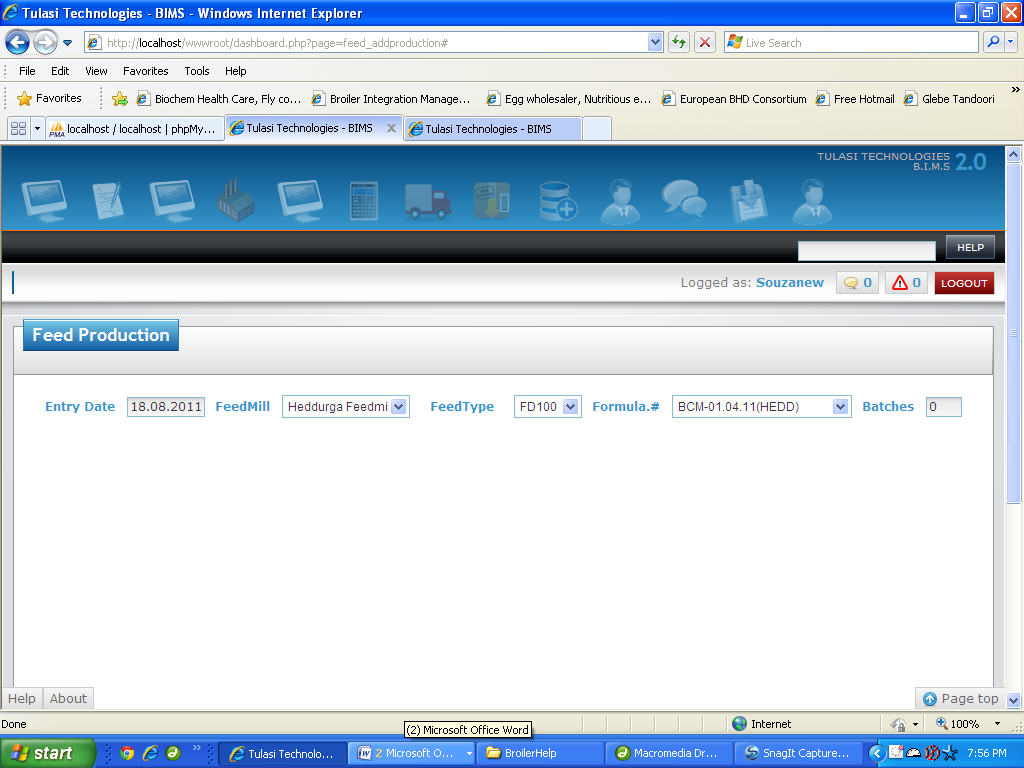 Tulasi Technologies - BIMS - Windows Internet Explorer
http://localhost/wwwroot/dashboard.php?page=feed_addproduction#
Live Search
File Edit View Favorites Tools Help
Favorites Biochem Health Care, Fly co... Broiler Integration Manage... Egg wholesaler, Nutritious e... European BHD Consortium Free Hotmail Glebe Tandoori
PMA localhost / localhost | phpMy... Tulasi Technologies - BIMS Tulasi Technologies - BIMS
TULASI TECHNOLOGIES
B.I.M.S 2.0
HELP
Logged as: Souzanew 0 0 LOGOUT
Feed Production
Entry Date 18.08.2011 FeedMill Heddurga Feedmi FeedType FD100 Formula.# BCM-01.04.11(HEDD) Batches 0
Help About Page top
Done Internet 100%
(2) Microsoft Office Word
start Tulasi Technolo... 2 Microsoft O... BroilerHelp Macromedia Dr... SnagIt Capture... 7:56 PM